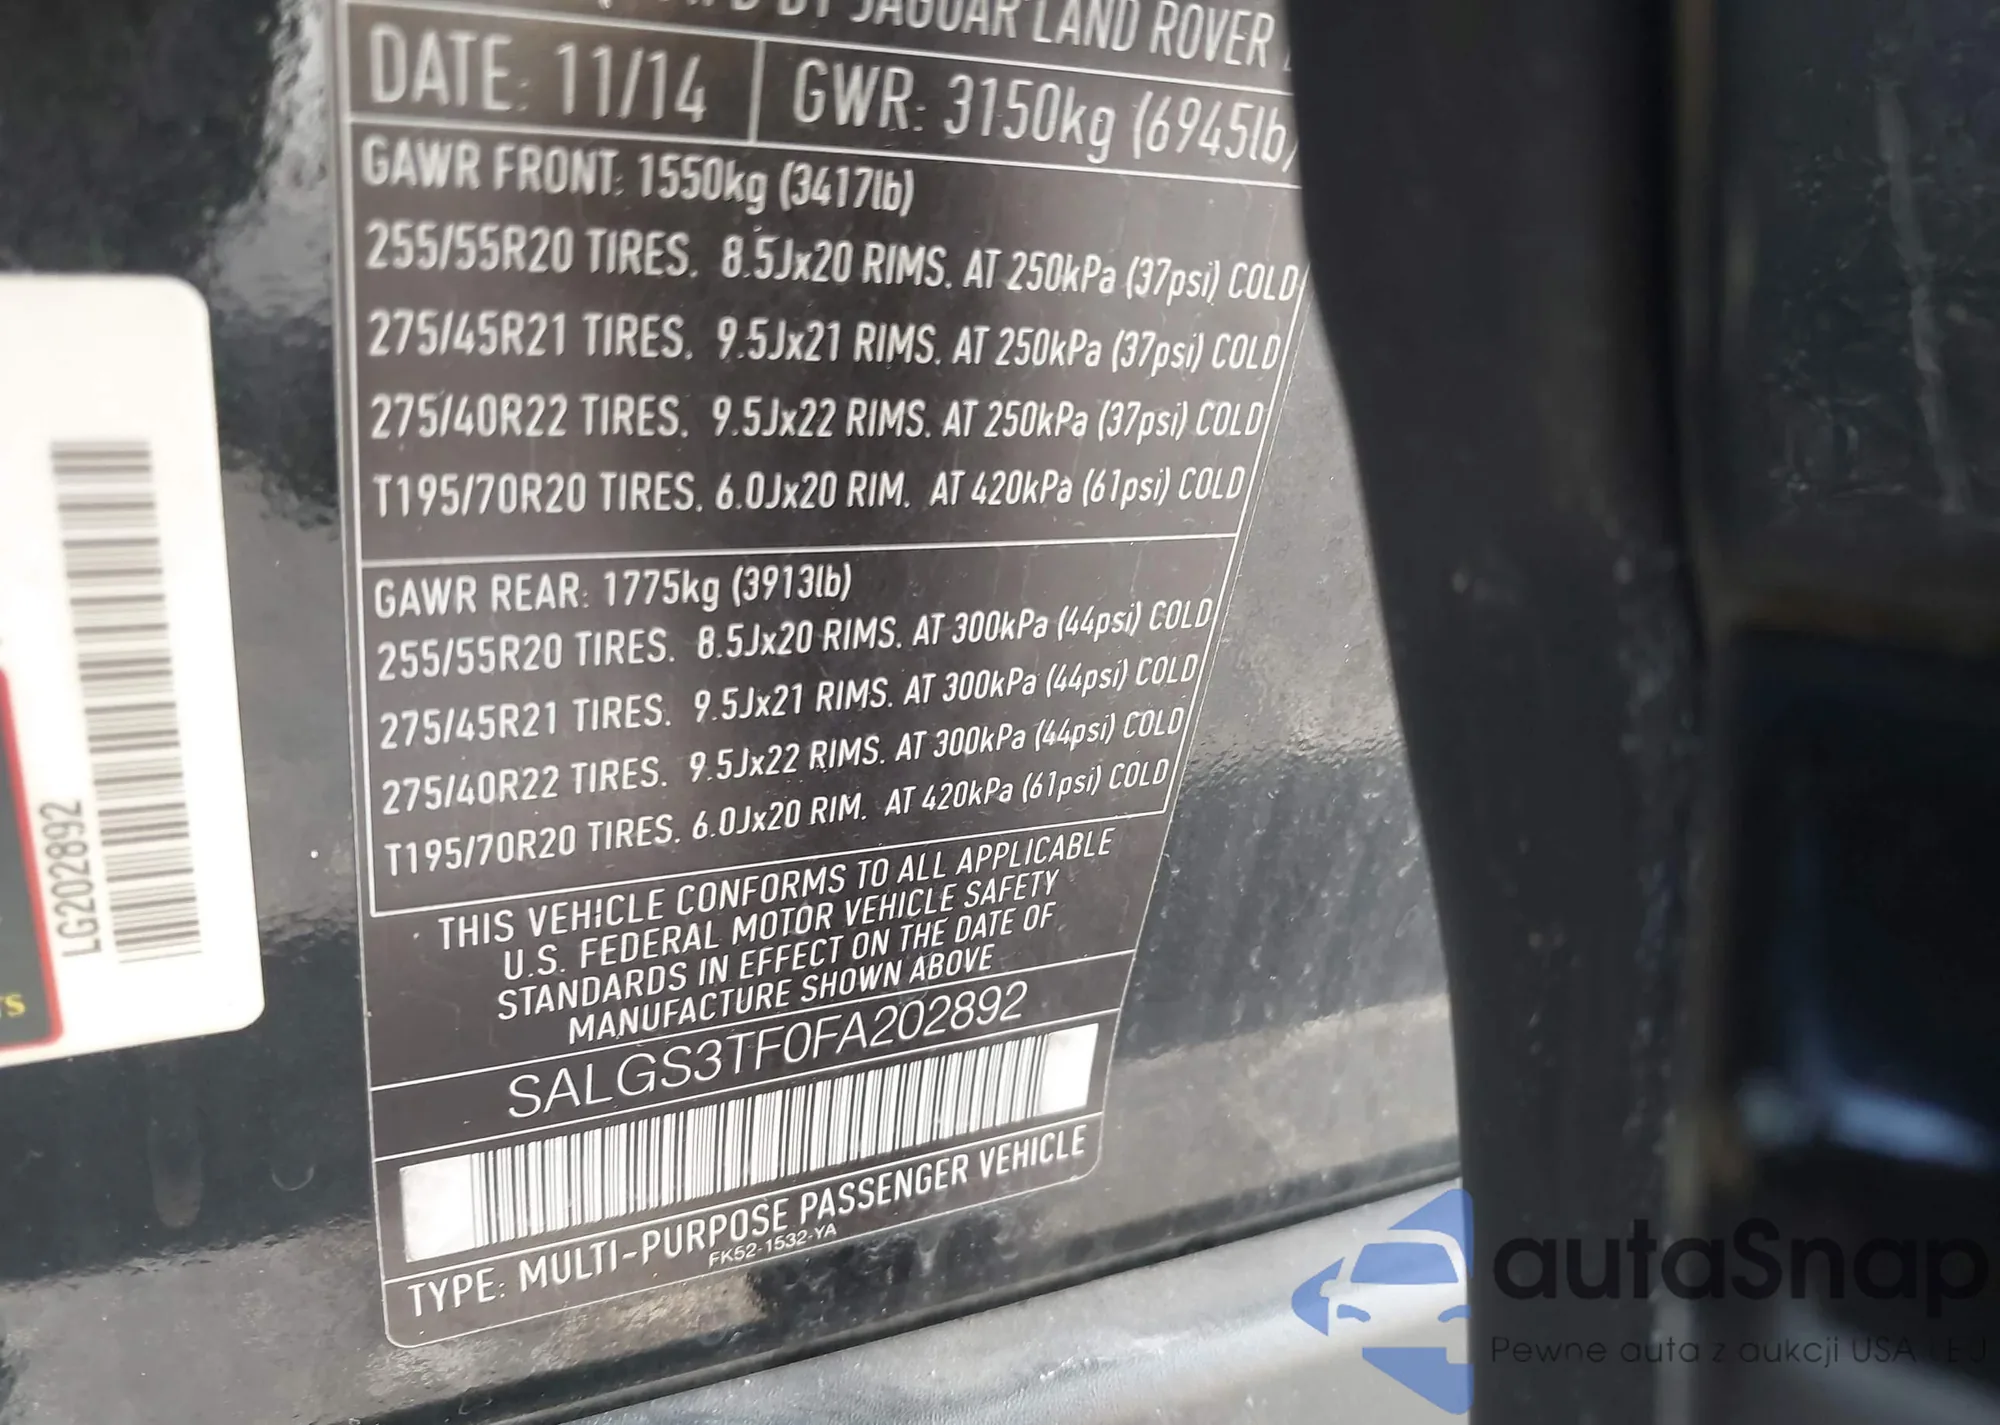 BY JAGUAR LAND ROVER
DATE: 11/14 GWR: 3150kg (6945lb)
GAWR FRONT: 1550kg (3417lb)
255/55R20 TIRES. 8.5Jx20 RIMS. AT 250kPa (37psi) COLD
275/45R21 TIRES. 9.5Jx21 RIMS. AT 250kPa (37psi) COLD
275/40R22 TIRES. 9.5Jx22 RIMS. AT 250kPa (37psi) COLD
T195/70R20 TIRES. 6.0Jx20 RIM. AT 420kPa (61psi) COLD
GAWR REAR: 1775kg (3913lb)
255/55R20 TIRES. 8.5Jx20 RIMS. AT 300kPa (44psi) COLD
275/45R21 TIRES. 9.5Jx21 RIMS. AT 300kPa (44psi) COLD
275/40R22 TIRES. 9.5Jx22 RIMS. AT 300kPa (44psi) COLD
T195/70R20 TIRES. 6.0Jx20 RIM. AT 420kPa (61psi) COLD
THIS VEHICLE CONFORMS TO ALL APPLICABLE
U.S. FEDERAL MOTOR VEHICLE SAFETY
STANDARDS IN EFFECT ON THE DATE OF
MANUFACTURE SHOWN ABOVE
SALGS3TF0FA202892
TYPE: MULTI-PURPOSE PASSENGER VEHICLE
FK52-1532-YA
LG202892
TS
autaSnap
Pewne auta z aukcji USA i EU